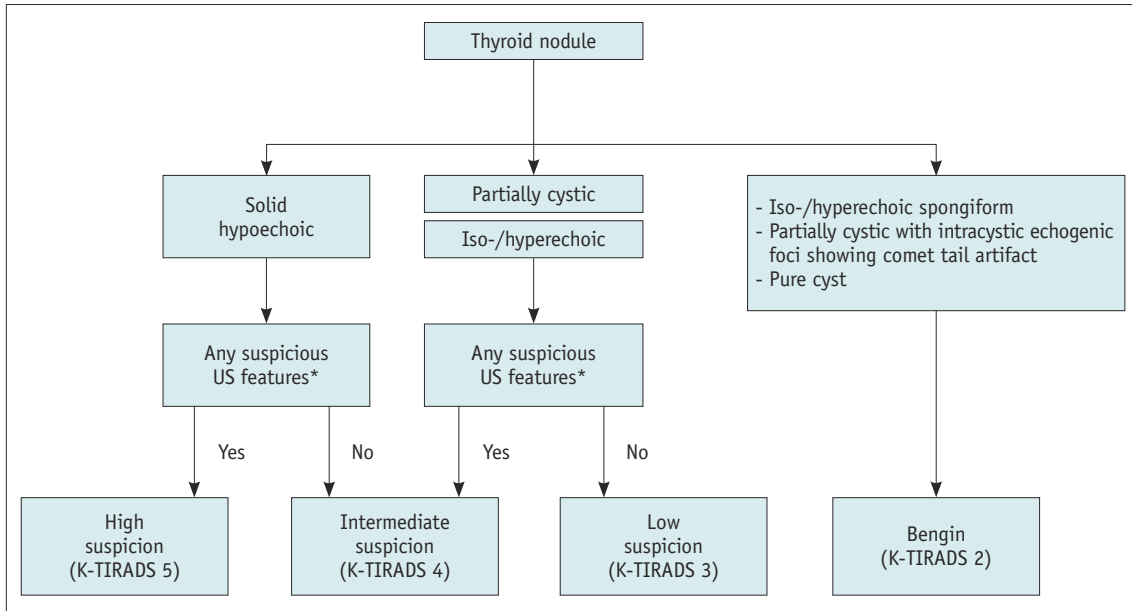 Thyroid nodule
Solid
hypoechoic
Partially cystic
Iso-/hyperechoic
- Iso-/hyperechoic spongiform
- Partially cystic with intracystic echogenic
foci showing comet tail artifact
- Pure cyst
Any suspicious
US features*
Any suspicious
US features*
Yes
No
Yes
No
High
suspicion
(K-TIRADS 5)
Intermediate
suspicion
(K-TIRADS 4)
Low
suspicion
(K-TIRADS 3)
Bengin
(K-TIRADS 2)